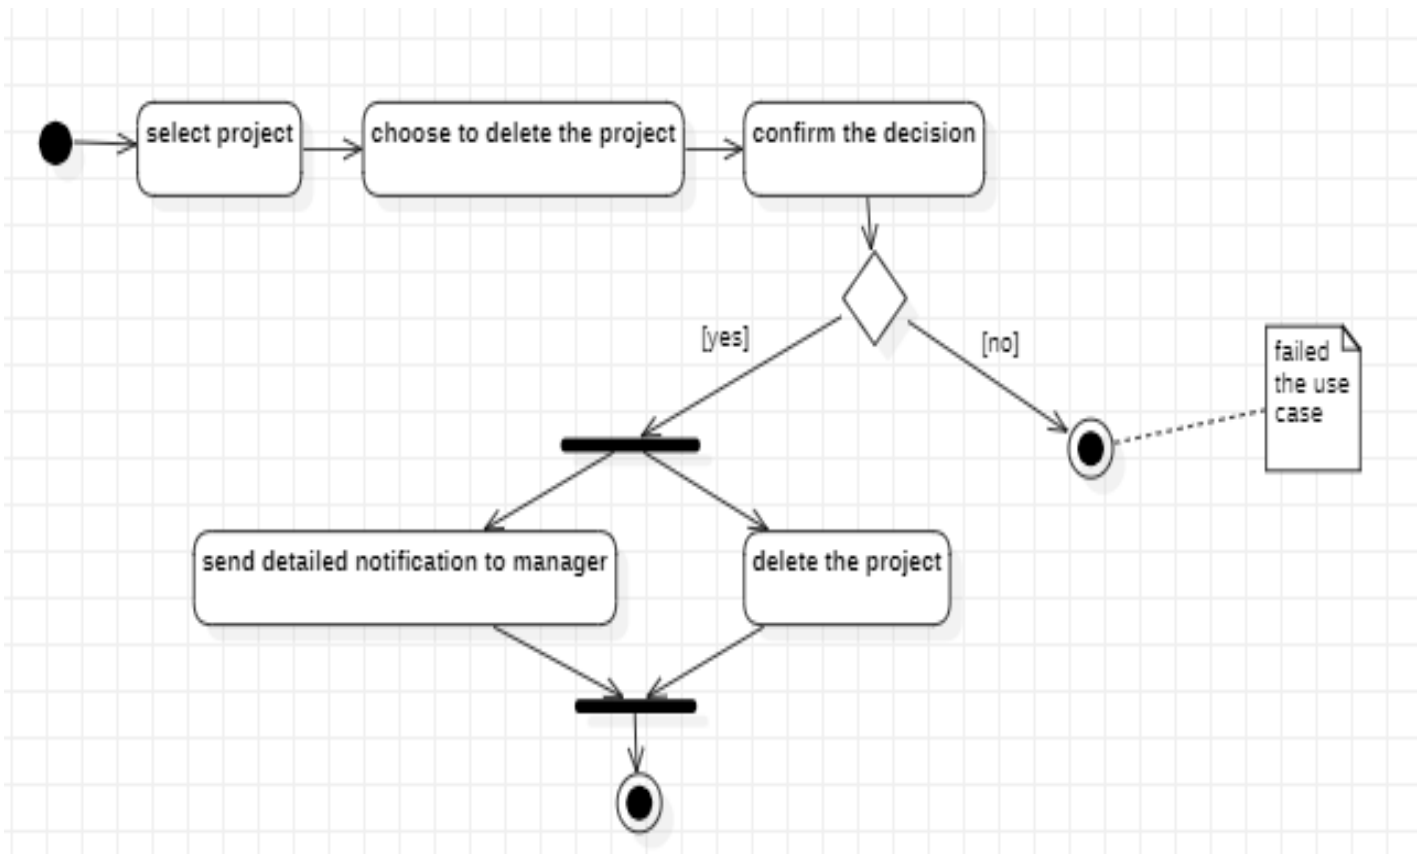 select project
choose to delete the project
confirm the decision
[yes]
[no]
failed
the use
case
send detailed notification to manager
delete the project